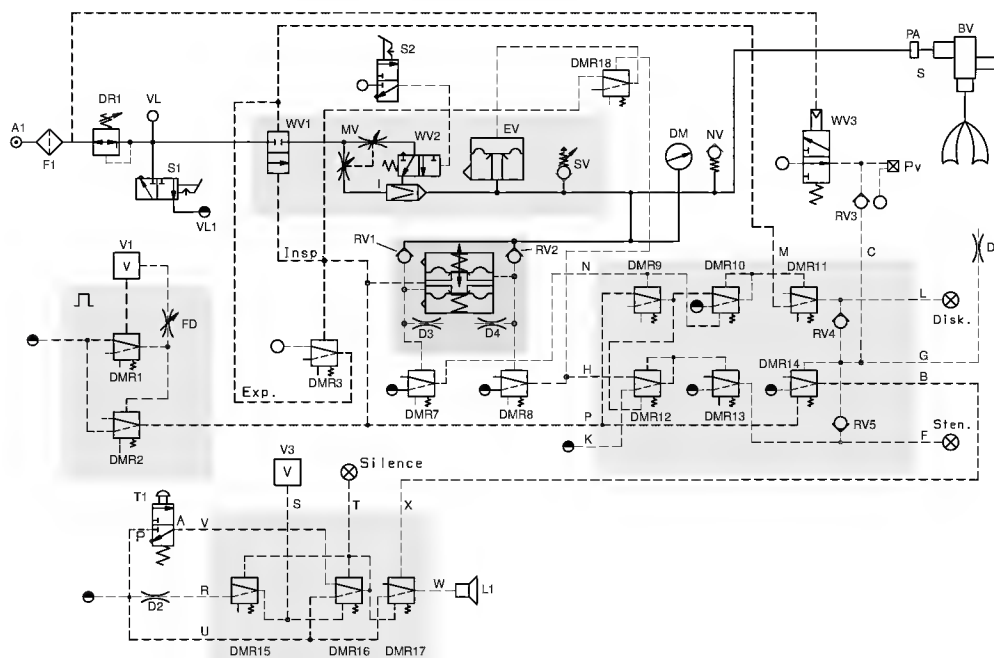 S2
DMR18
PA
BV
S
DR1
VL
A1
F1
WV1
MV
WV2
EV
DM
NV
WV3
SV
S1
Pv
VL1
RV3
RV1
RV2
Insp.
M
C
D
V1
V
N
DMR9
DMR10
DMR11
L
Disk.
FD
D3
D4
RV4
DMR14
G
DMR1
DMR3
H
B
Exp.
DMR7
DMR8
P
DMR12
DMR13
RV5
F
Sten.
DMR2
K
V3
V
Silence
T1
S
T
X
A
P
V
R
W
L1
D2
U
DMR15
DMR16
DMR17